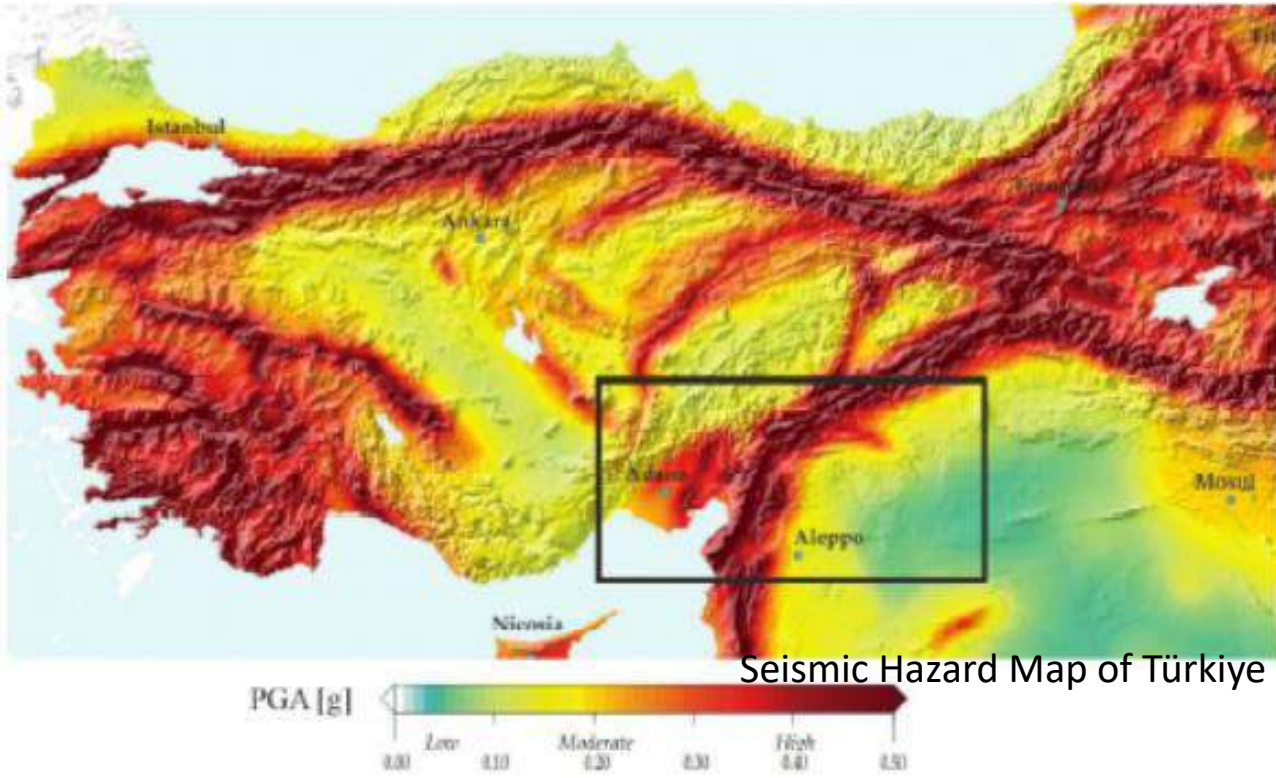 Istanbul
Ankara
Adana
Aleppo
Mosul
Nicosia
Seismic Hazard Map of Türkiye
PGA [g]
Low
Moderate
High
0.00
0.10
0.20
0.30
0.40
0.50